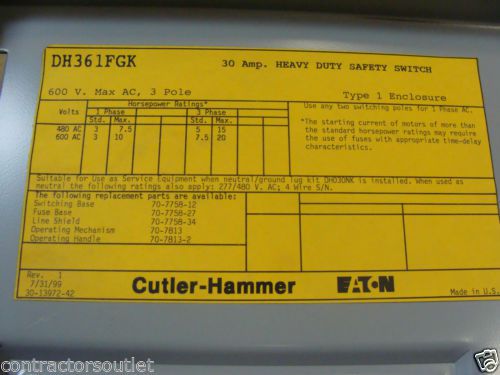 DH361FGK
30 Amp. HEAVY DUTY SAFETY SWITCH
600 V. Max AC, 3 Pole
Type 1 Enclosure
Horsepower Ratings*
Volts 1 Phase 3 Phase
Std. Max. Std. Max.
480 AC 3 7.5 5 15
600 AC 3 10 7.5 20
Use any two switching poles for 1 Phase AC.
*The starting current of motors of more than
the standard horsepower ratings may require
the use of fuses with appropriate time-delay
characteristics.
Suitable for Use as Service Equipment when neutral/ground lug kit DH030NK is installed. When used as
neutral the following ratings also apply: 277/480 V. AC; 4 Wire S/N.
The following replacement parts are available:
Switching Base 70-7758-12
Fuse Base 70-7758-27
Line Shield 70-7758-34
Operating Mechanism 70-7813
Operating Handle 70-7813-2
Rev. 1
7/31/99
30-13972-42
Cutler-Hammer
EATON
Made in U.S.
contractorsoutlet